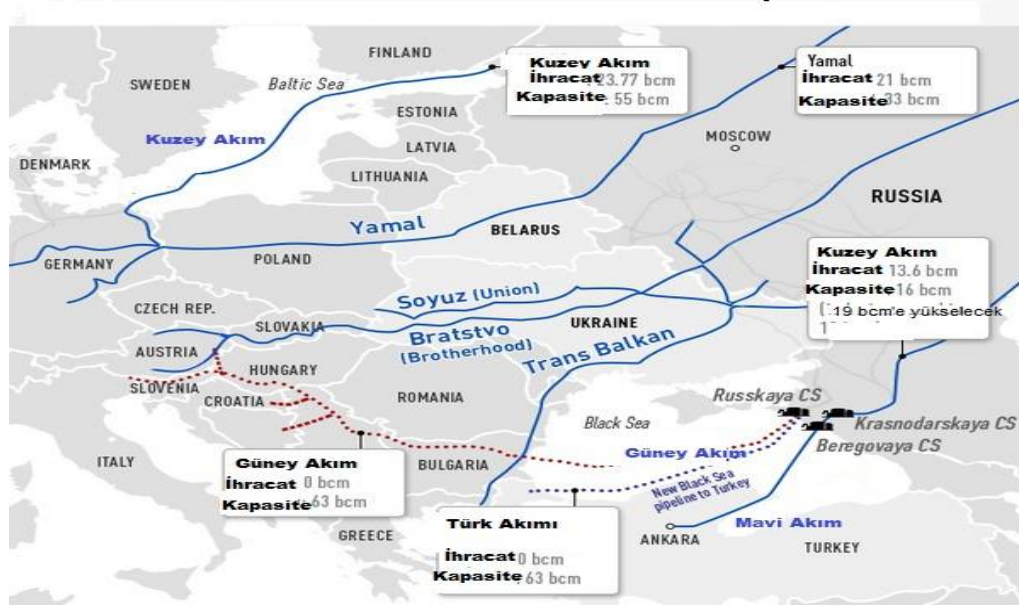 FINLAND
Kuzey Akım
İhracat : 23.77 bcm
Kapasite : 55 bcm
Yamal
İhracat 21 bcm
Kapasite : 33 bcm
SWEDEN
Baltic Sea
ESTONIA
MOSCOW
Kuzey Akım
LATVIA
DENMARK
LITHUANIA
RUSSIA
Yamal
BELARUS
GERMANY
POLAND
Kuzey Akım
İhracat 13.6 bcm
Kapasite 16 bcm
19 bcm'e yükselecek
Soyuz (Union)
CZECH REP.
SLOVAKIA
Bratstvo
(Brotherhood)
UKRAINE
Trans Balkan
AUSTRIA
HUNGARY
SLOVENIA
CROATIA
ROMANIA
Russkaya CS
Black Sea
Krasnodarskaya CS
Beregovaya CS
ITALY
Güney Akım
İhracat 0 bcm
Kapasite 63 bcm
BULGARIA
Güney Akım
New Black Sea
pipeline to Turkey
Türk Akımı
İhracat 0 bcm
Kapasite : 63 bcm
GREECE
Mavi Akım
ANKARA
TURKEY